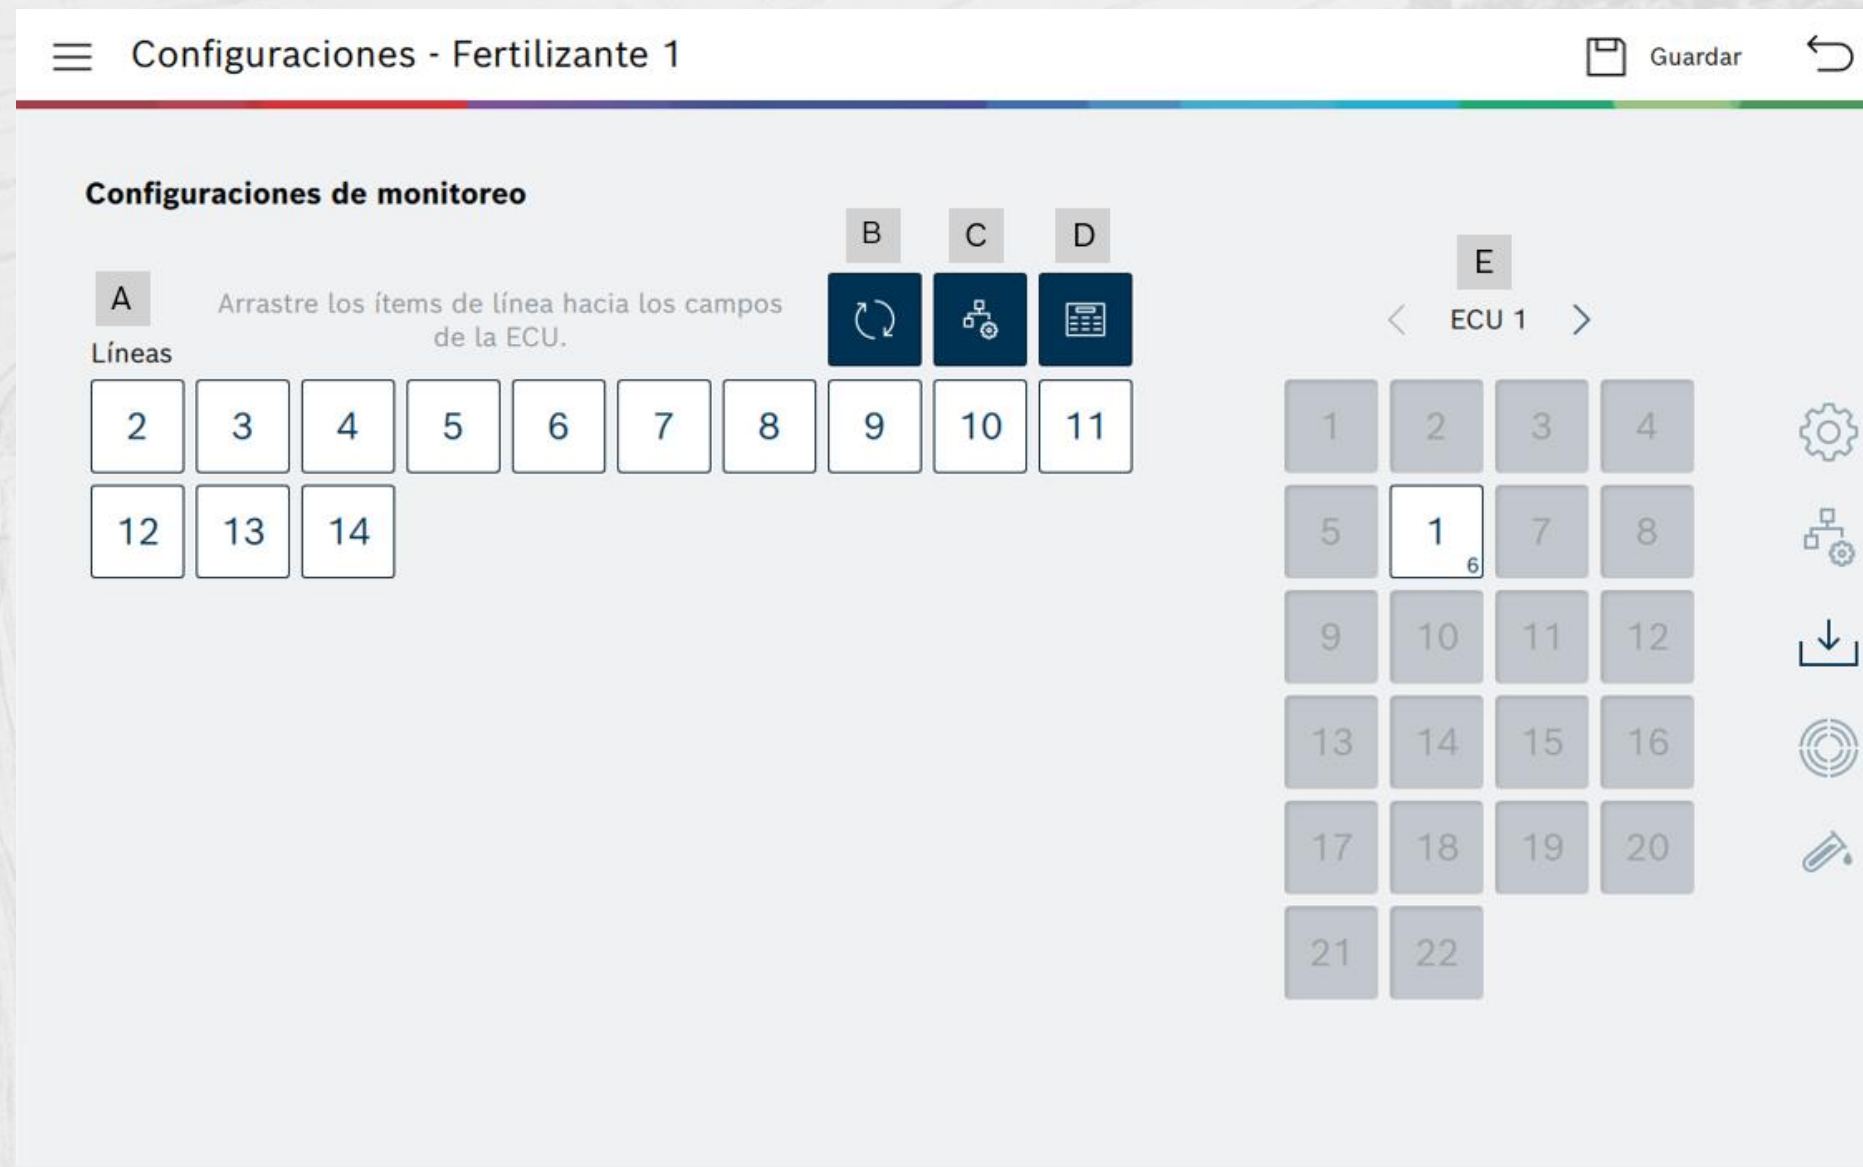 Configuraciones - Fertilizante 1
Guardar
Configuraciones de monitoreo
B
C
D
E
A
Arrastre los ítems de línea hacia los campos
de la ECU.
ECU 1
Líneas
2 3 4 5 6 7 8 9 10 11
12 13 14
1 2 3 4
5 1 6 7 8
9 10 11 12
13 14 15 16
17 18 19 20
21 22